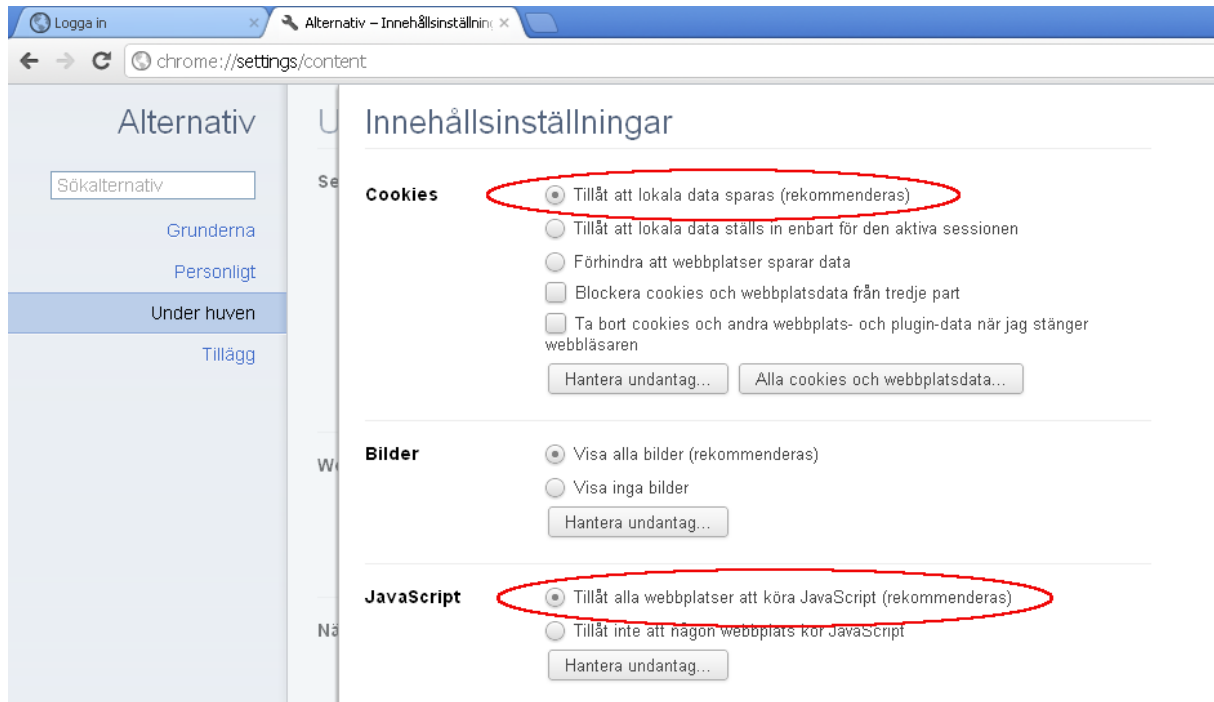 Logga in
Alternativ – Innehållsinställning
chrome://settings/content
Alternativ
Sökalternativ
Grunderna
Personligt
Under huven
Tillägg
U
Se
We
Nä
Innehållsinställningar
Cookies
Tillåt att lokala data sparas (rekommenderas)
Tillåt att lokala data ställs in enbart för den aktiva sessionen
Förhindra att webbplatser sparar data
Blockera cookies och webbplatsdata från tredje part
Ta bort cookies och andra webbplats- och plugin-data när jag stänger
webbläsaren
Hantera undantag... Alla cookies och webbplatsdata...
Bilder
Visa alla bilder (rekommenderas)
Visa inga bilder
Hantera undantag...
JavaScript
Tillåt alla webbplatser att köra JavaScript (rekommenderas)
Tillåt inte att någon webbplats kör JavaScript
Hantera undantag...